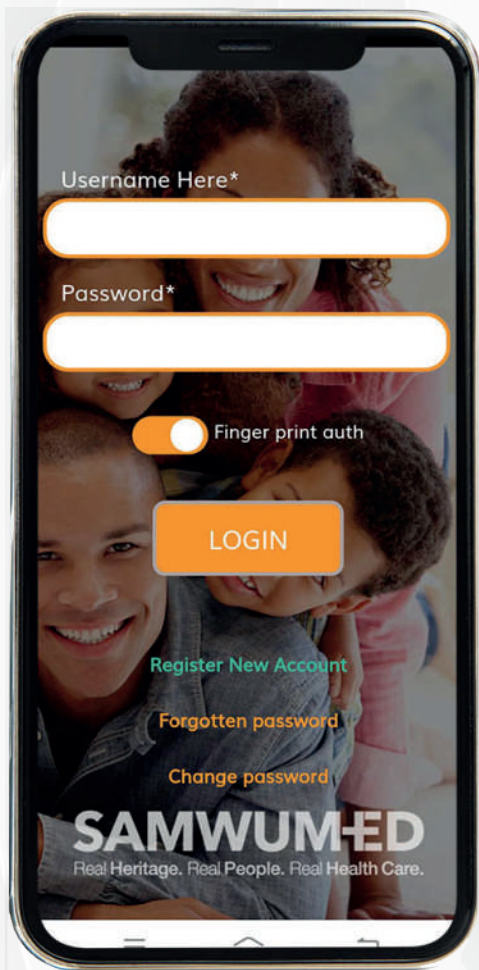 Username Here*
Password*
Finger print auth
LOGIN
Register New Account
Forgotten password
Change password
SAMWUMED
Real Heritage. Real People. Real Health Care.